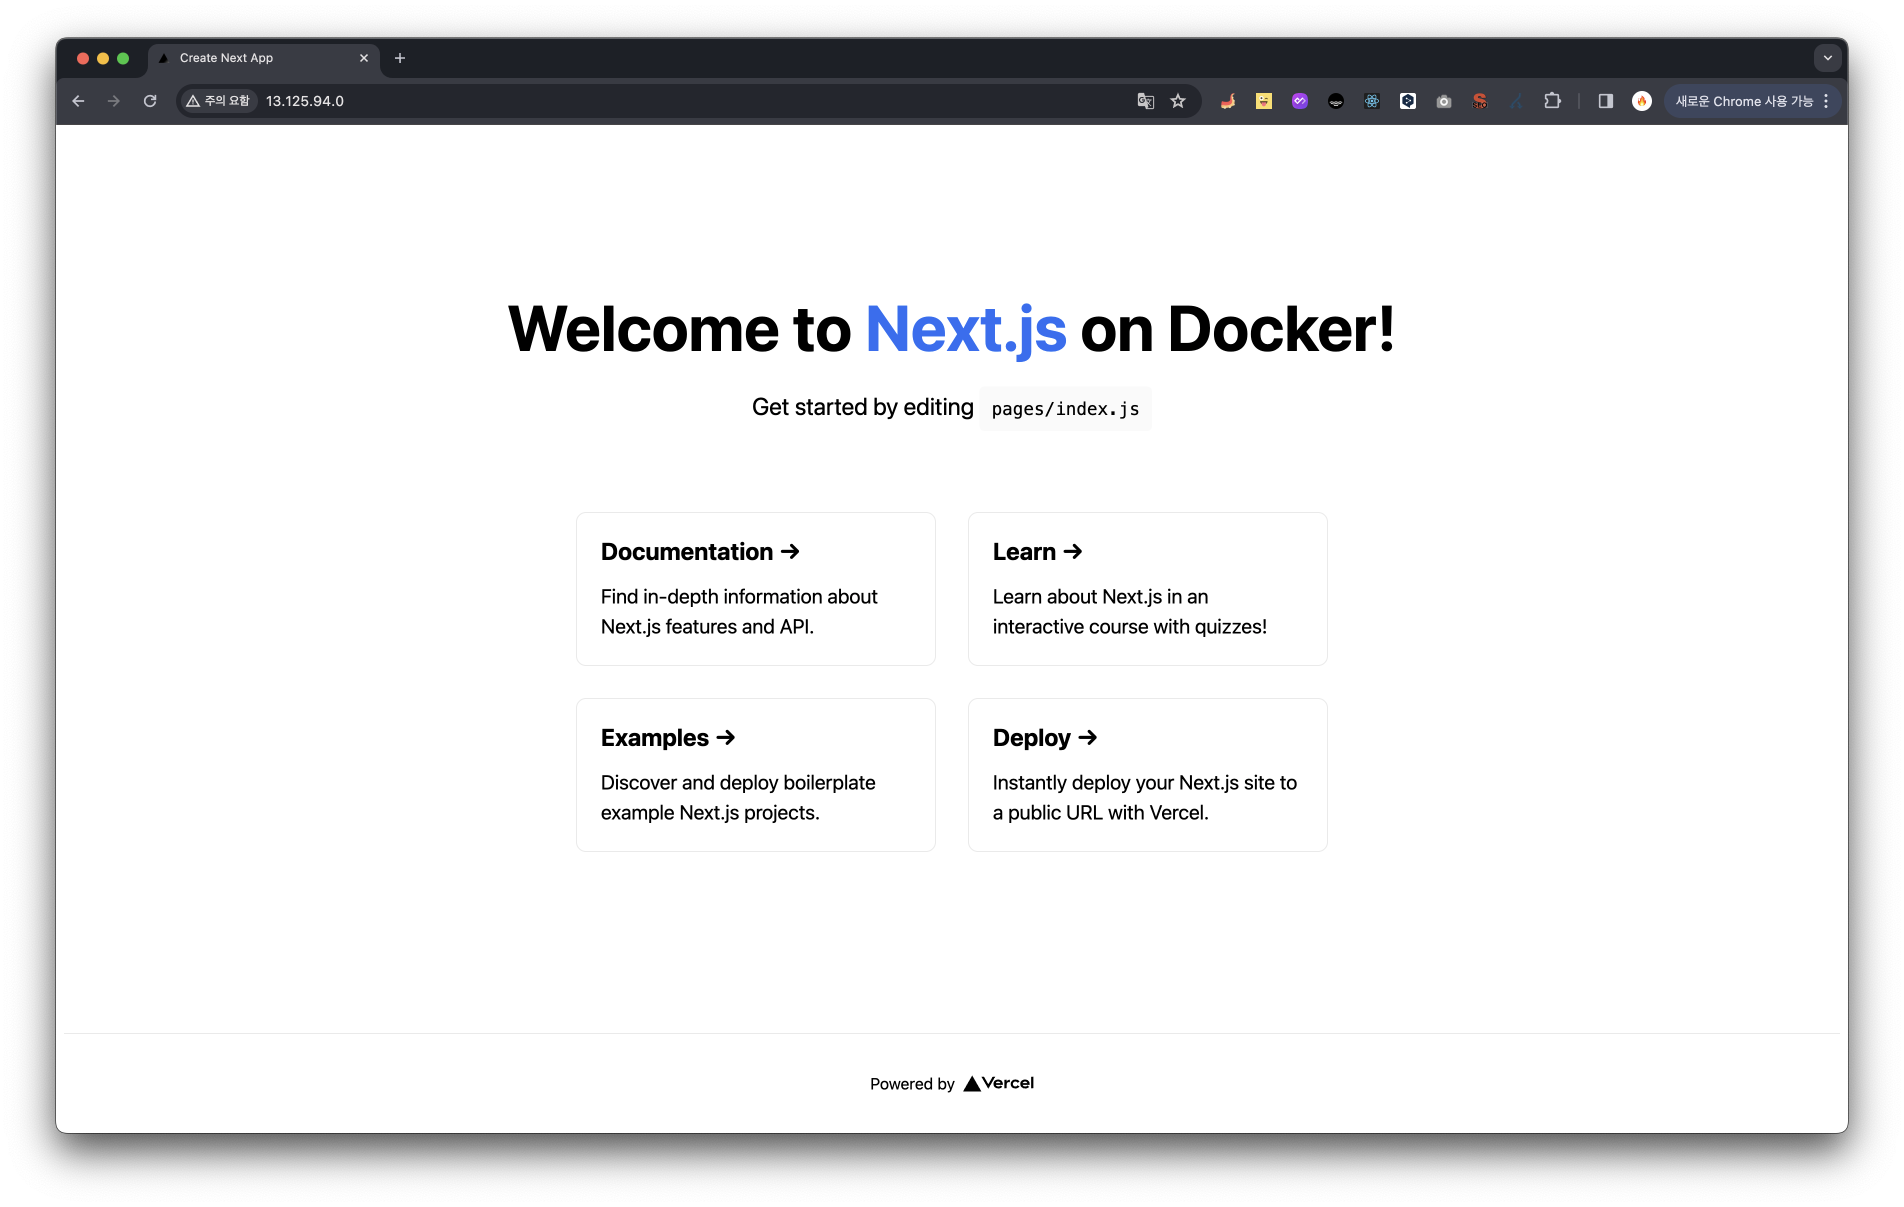 Create Next App
주의 요함
13.125.94.0
새로운 Chrome 사용 가능
Welcome to Next.js on Docker!
Get started by editing pages/index.js
Documentation →
Find in-depth information about
Next.js features and API.
Learn →
Learn about Next.js in an
interactive course with quizzes!
Examples →
Discover and deploy boilerplate
example Next.js projects.
Deploy →
Instantly deploy your Next.js site to
a public URL with Vercel.
Powered by Vercel